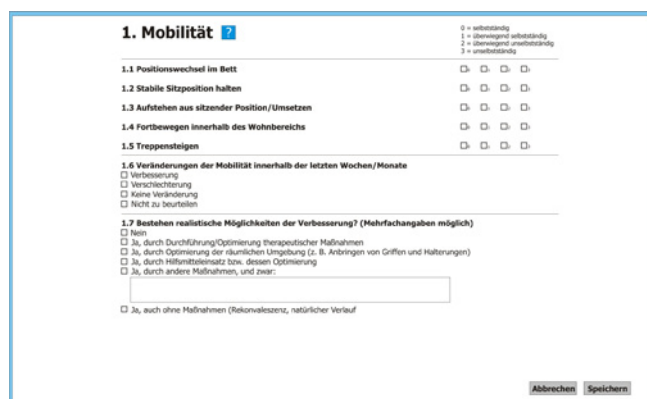 1. Mobilität ?
0 = selbstständig
1 = überwiegend selbstständig
2 = überwiegend unselbstständig
3 = unselbstständig
1.1 Positionswechsel im Bett
1.2 Stabile Sitzposition halten
1.3 Aufstehen aus sitzender Position/Umsetzen
1.4 Fortbewegen innerhalb des Wohnbereichs
1.5 Treppensteigen
1.6 Veränderungen der Mobilität innerhalb der letzten Wochen/Monate
Verbesserung
Verschlechterung
Keine Veränderung
Nicht zu beurteilen
1.7 Bestehen realistische Möglichkeiten der Verbesserung? (Mehrfachangaben möglich)
Nein
Ja, durch Durchführung/Optimierung therapeutischer Maßnahmen
Ja, durch Optimierung der räumlichen Umgebung (z. B. Anbringen von Griffen und Halterungen)
Ja, durch Hilfsmitteleinsatz bzw. dessen Optimierung
Ja, durch andere Maßnahmen, und zwar:
Ja, auch ohne Maßnahmen (Rekonvaleszenz, natürlicher Verlauf
Abbrechen Speichern